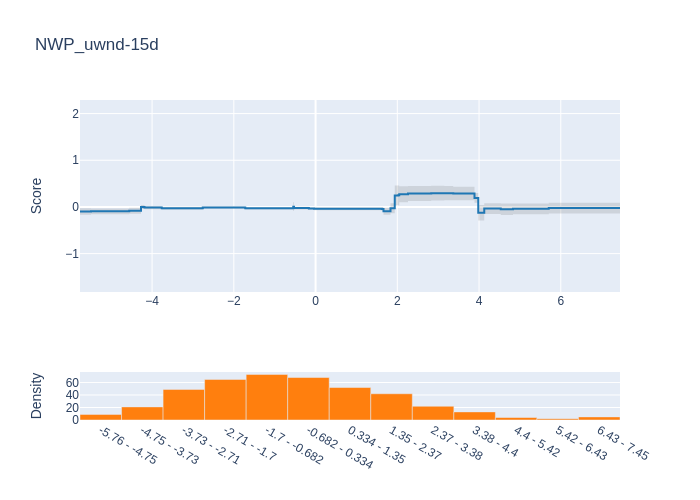 NWP_uwnd-15d
Score
2
1
0
−1
−4
−2
0
2
4
6
Density
60
40
20
0
-5.76 - -4.75
-4.75 - -3.73
-3.73 - -2.71
-2.71 - -1.7
-1.7 - -0.682
-0.682 - 0.334
0.334 - 1.35
1.35 - 2.37
2.37 - 3.38
3.38 - 4.4
4.4 - 5.42
5.42 - 6.43
6.43 - 7.45